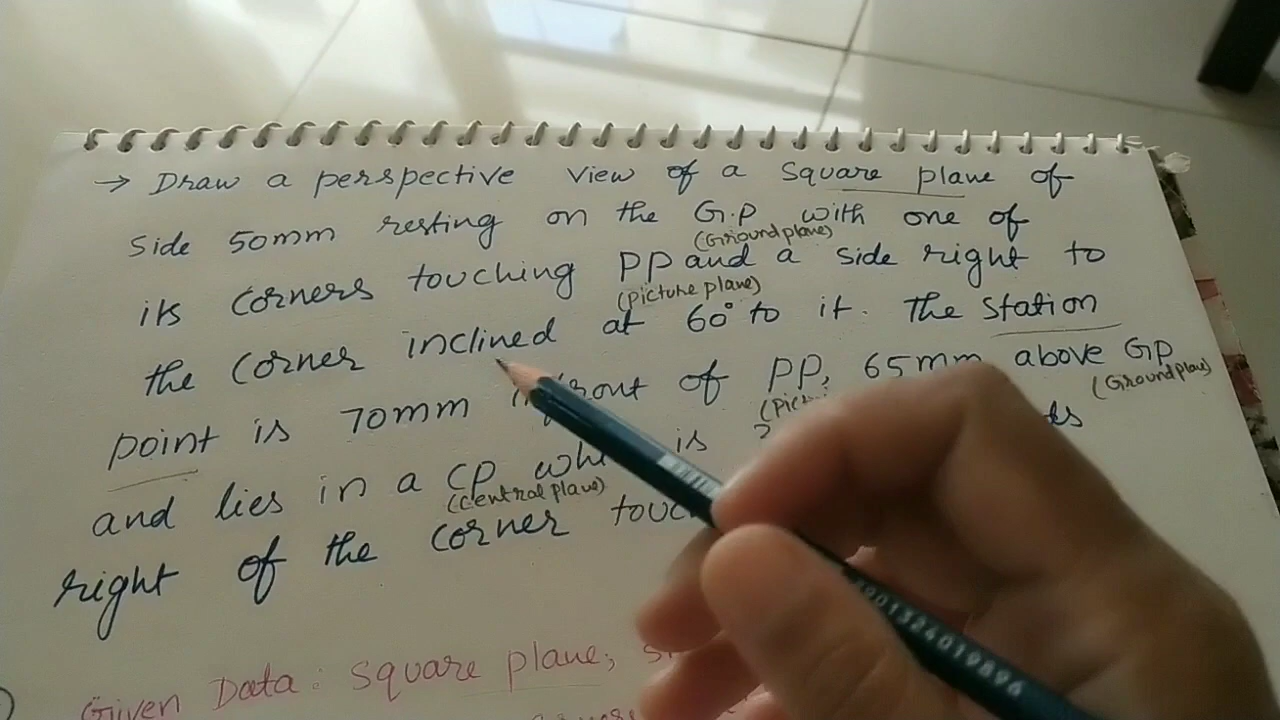 → Draw a perspective view of a square plane of
side 50mm resting on the G.P with one of
(Ground plane)
its corners touching PP and a side right to
(picture plane)
the corner inclined at 60° to it. The station
point is 70mm front of PP, 65mm above GP
(Ground plane)
and lies in a CP is
(central plane)
right of the corner
Given Data: square plane;
6901324019896